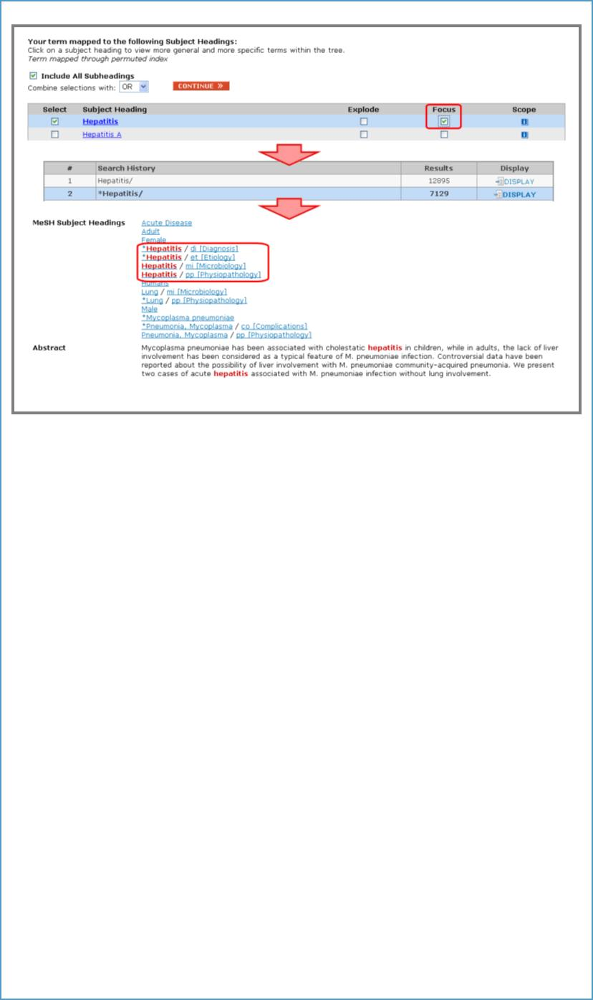 Your term mapped to the following Subject Headings:
Click on a subject heading to view more general and more specific terms within the tree.
Term mapped through permuted index
Include All Subheadings
Combine selections with: OR CONTINUE »
Select Subject Heading Explode Focus Scope
Hepatitis
Hepatitis A
# Search History Results Display
1 Hepatitis/ 12895 DISPLAY
2 *Hepatitis/ 7129 DISPLAY
MeSH Subject Headings Acute Disease
Adult
Female
*Hepatitis / di [Diagnosis]
*Hepatitis / et [Etiology]
Hepatitis / mi [Microbiology]
Hepatitis / pp [Physiopathology]
Humans
Lung / mi [Microbiology]
*Lung / pp [Physiopathology]
Male
*Mycoplasma pneumoniae
*Pneumonia, Mycoplasma / co [Complications]
Pneumonia, Mycoplasma / pp [Physiopathology]
Abstract Mycoplasma pneumoniae has been associated with cholestatic hepatitis in children, while in adults, the lack of liver
involvement has been considered as a typical feature of M. pneumoniae infection. Controversial data have been
reported about the possibility of liver involvement with M. pneumoniae community-acquired pneumonia. We present
two cases of acute hepatitis associated with M. pneumoniae infection without lung involvement.